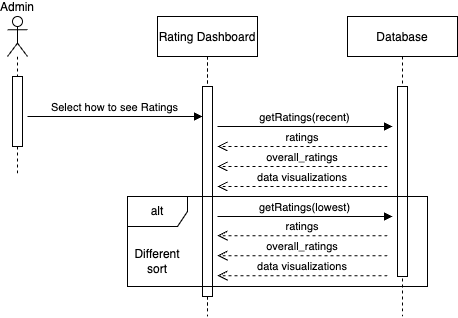 Admin
Rating Dashboard
Database
Select how to see Ratings
getRatings(recent)
ratings
overall_ratings
data visualizations
alt
getRatings(lowest)
ratings
Different
sort
overall_ratings
data visualizations